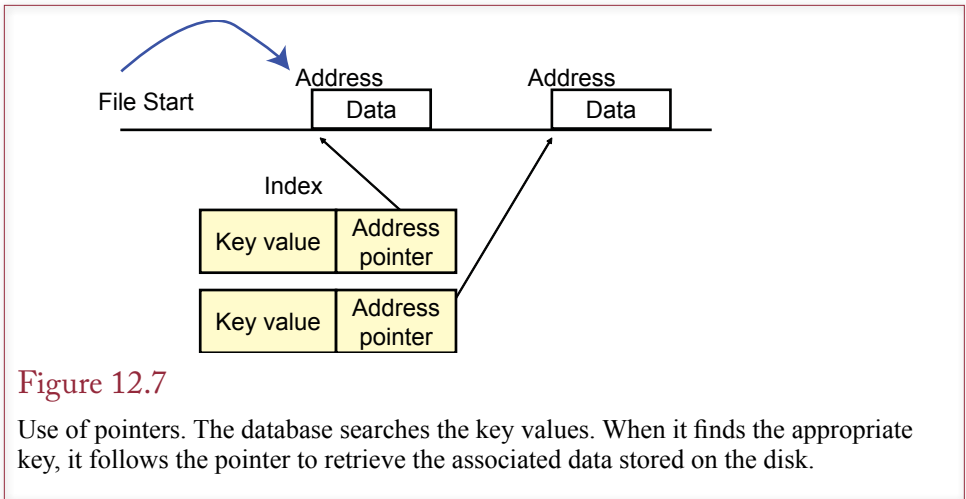 Address
Address
File Start
Data
Data
Index
Key value
Address
pointer
Key value
Address
pointer
Figure 12.7
Use of pointers. The database searches the key values. When it finds the appropriate
key, it follows the pointer to retrieve the associated data stored on the disk.